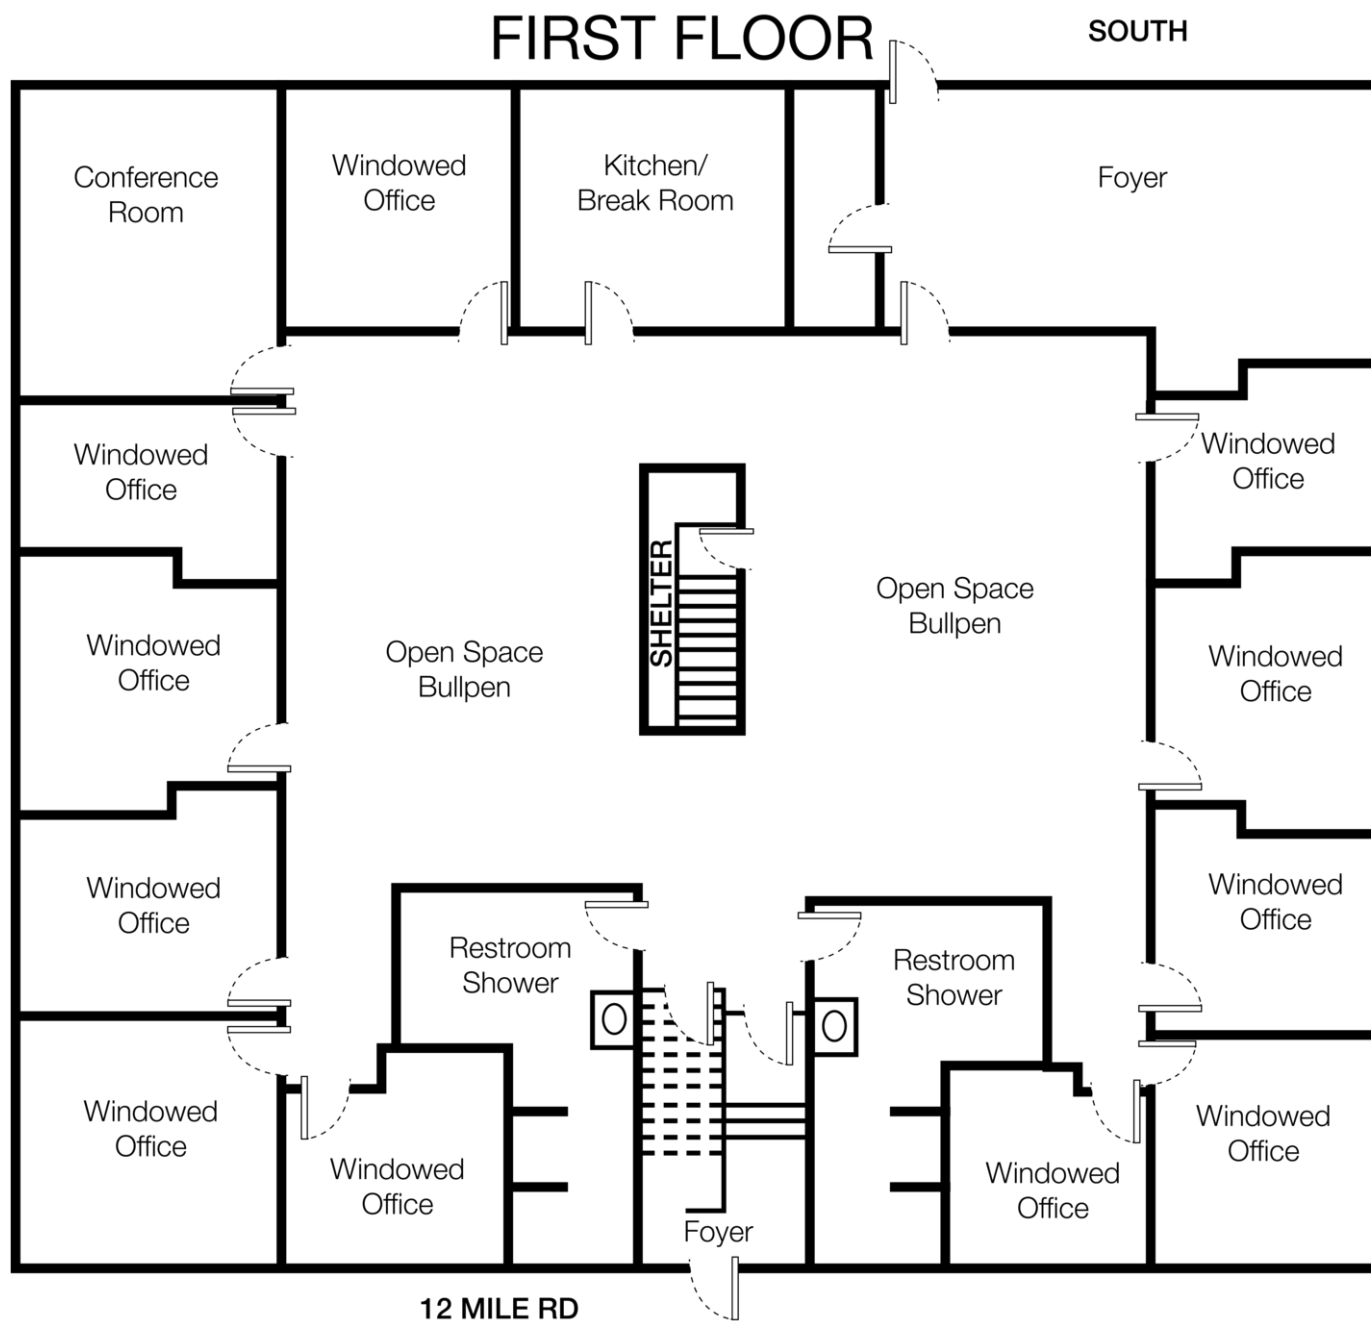 FIRST FLOOR
SOUTH
Conference
Room
Windowed
Office
Kitchen/
Break Room
Foyer
Windowed
Office
Windowed
Office
SHELTER
Open Space
Bullpen
Open Space
Bullpen
Windowed
Office
Windowed
Office
Windowed
Office
Windowed
Office
Restroom
Shower
Restroom
Shower
Windowed
Office
Windowed
Office
Windowed
Office
Windowed
Office
Foyer
12 MILE RD